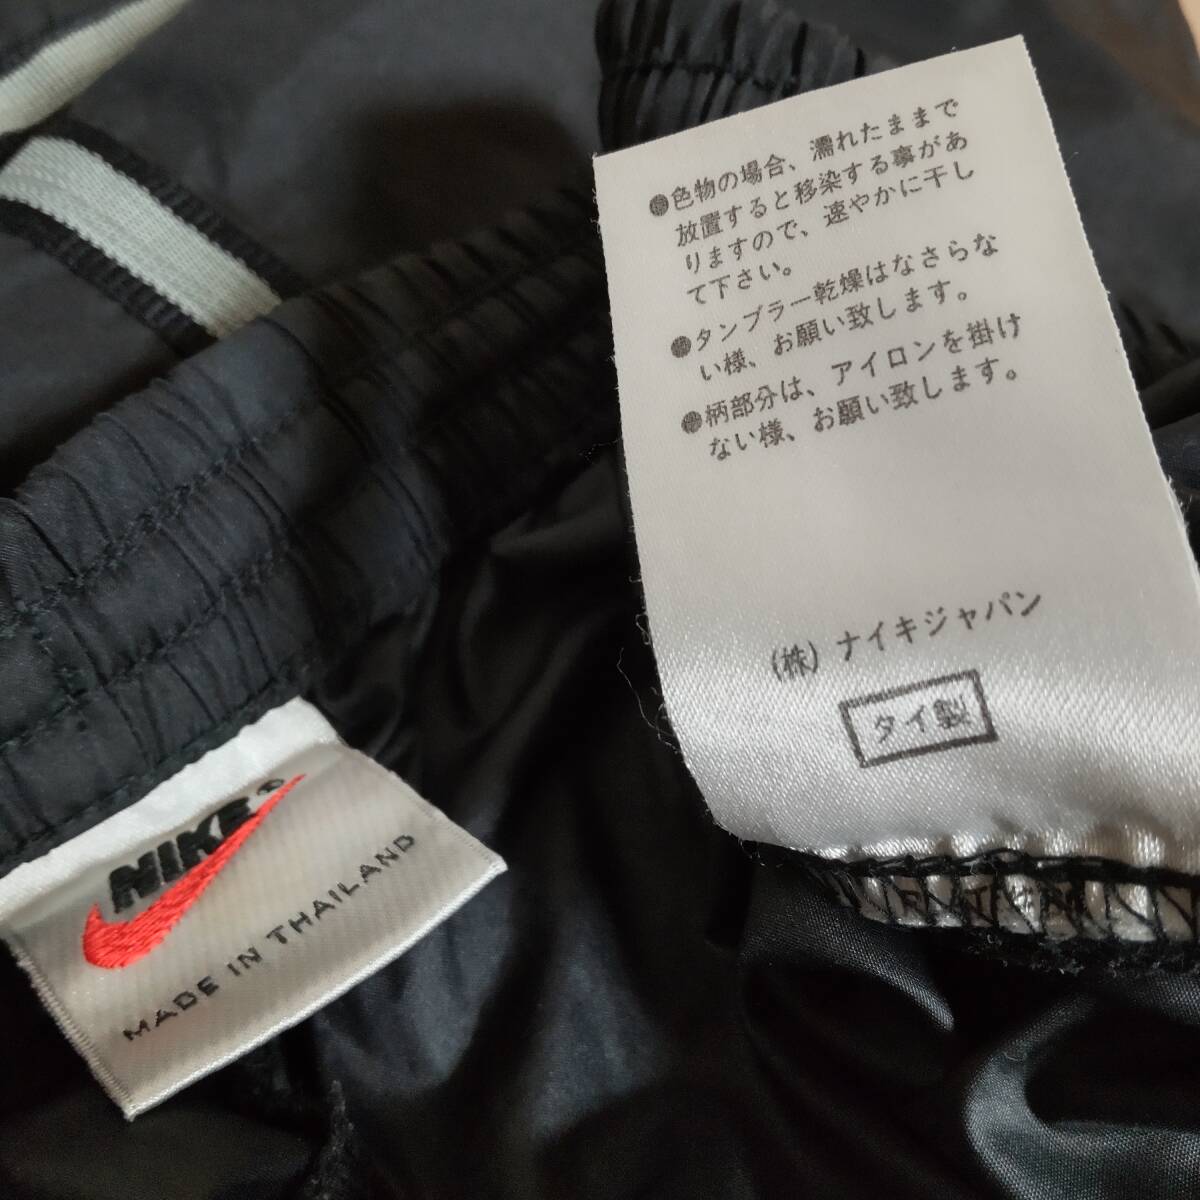 ●色物の場合、濡れたままで
放置すると移染する事があ
りますので、速やかに干し
て下さい。
●タンブラー乾燥はなさらな
い様、お願い致します。
●柄部分は、アイロンを掛け
ない様、お願い致します。
(株) ナイキジャパン
タイ製
NIKE®
MADE IN THAILAND